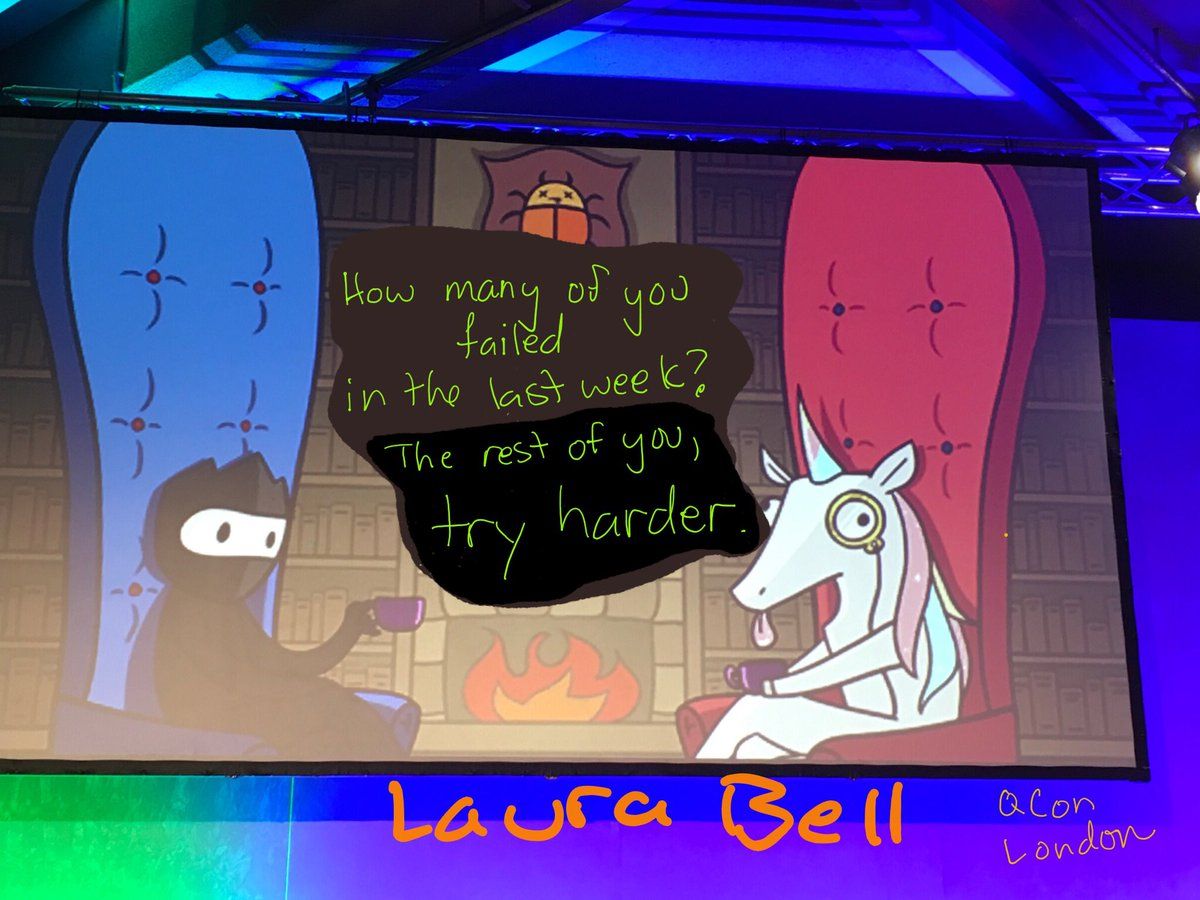 How many of you
failed
in the last week?
The rest of you,
try harder.
Laura Bell
QCon
London